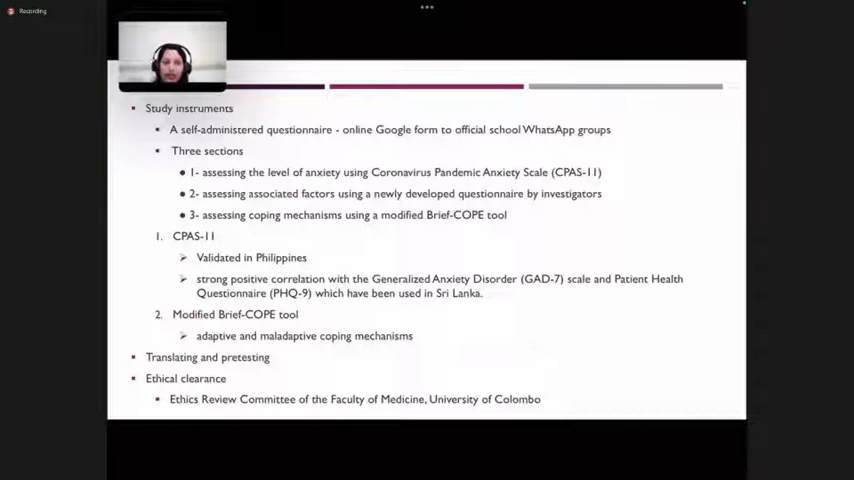 Recording
Study instruments
A self-administered questionnaire - online Google form to official school WhatsApp groups
Three sections
1- assessing the level of anxiety using Coronavirus Pandemic Anxiety Scale (CPAS-11)
2- assessing associated factors using a newly developed questionnaire by investigators
3- assessing coping mechanisms using a modified Brief-COPE tool
1. CPAS-11
Validated in Philippines
strong positive correlation with the Generalized Anxiety Disorder (GAD-7) scale and Patient Health
Questionnaire (PHQ-9) which have been used in Sri Lanka.
2. Modified Brief-COPE tool
adaptive and maladaptive coping mechanisms
Translating and pretesting
Ethical clearance
Ethics Review Committee of the Faculty of Medicine, University of Colombo